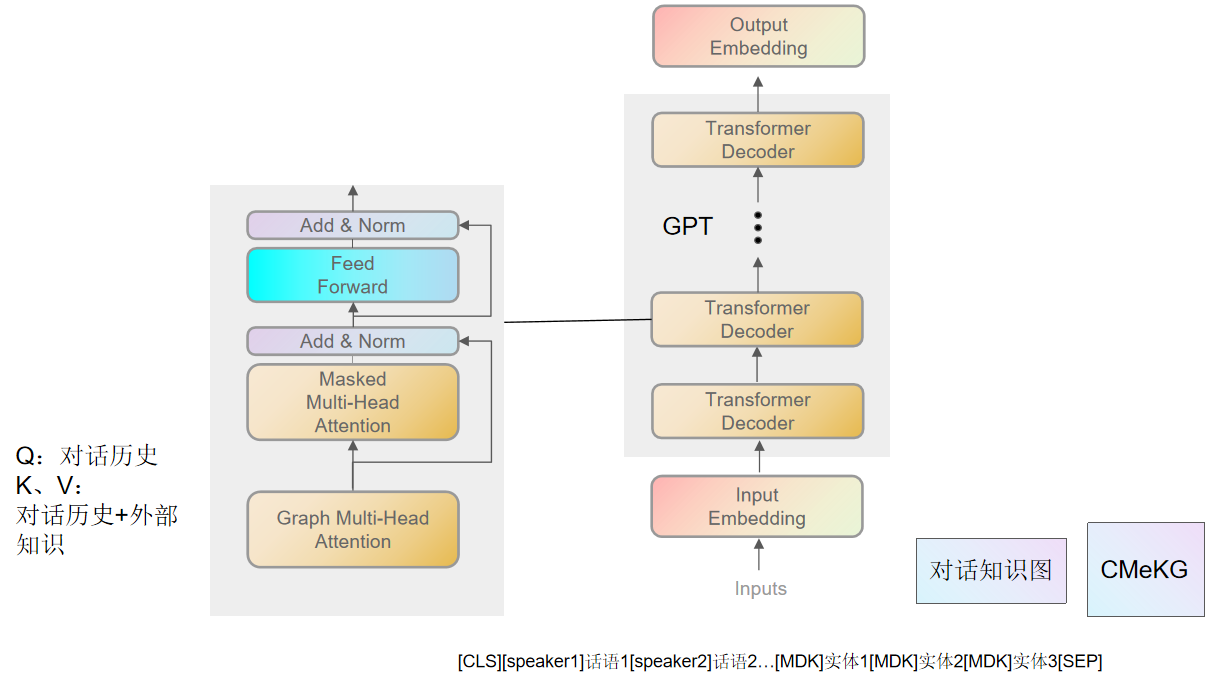 Output
Embedding
Transformer
Decoder
GPT
Transformer
Decoder
Transformer
Decoder
Input
Embedding
Inputs
Add & Norm
Feed
Forward
Add & Norm
Masked
Multi-Head
Attention
Graph Multi-Head
Attention
Q：对话历史
K、V：
对话历史+外部
知识
对话知识图
CMeKG
[CLS][speaker1]话语1[speaker2]话语2…[MDK]实体1[MDK]实体2[MDK]实体3[SEP]